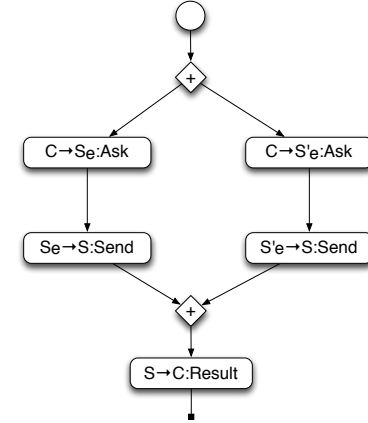 +
C→Se:Ask
C→S'e:Ask
Se→S:Send
S'e→S:Send
+
S→C:Result